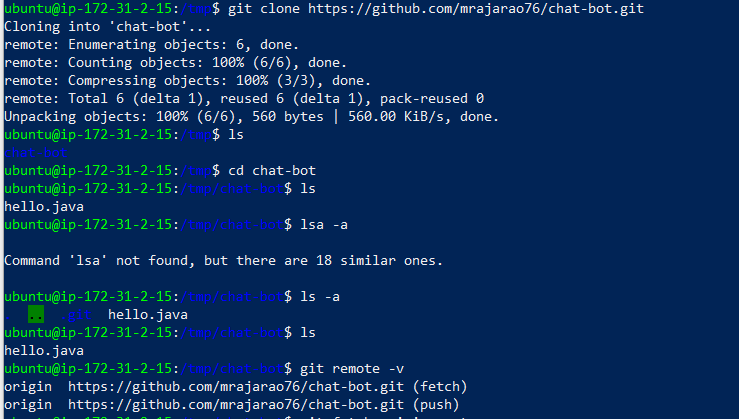 ubuntu@ip-172-31-2-15:/tmp$ git clone https://github.com/mrajarao76/chat-bot.git
Cloning into 'chat-bot'...
remote: Enumerating objects: 6, done.
remote: Counting objects: 100% (6/6), done.
remote: Compressing objects: 100% (3/3), done.
remote: Total 6 (delta 1), reused 6 (delta 1), pack-reused 0
Unpacking objects: 100% (6/6), 560 bytes | 560.00 KiB/s, done.
ubuntu@ip-172-31-2-15:/tmp$ ls
chat-bot
ubuntu@ip-172-31-2-15:/tmp$ cd chat-bot
ubuntu@ip-172-31-2-15:/tmp/chat-bot$ ls
hello.java
ubuntu@ip-172-31-2-15:/tmp/chat-bot$ lsa -a
Command 'lsa' not found, but there are 18 similar ones.
ubuntu@ip-172-31-2-15:/tmp/chat-bot$ ls -a
. .. .git hello.java
ubuntu@ip-172-31-2-15:/tmp/chat-bot$ ls
hello.java
ubuntu@ip-172-31-2-15:/tmp/chat-bot$ git remote -v
origin https://github.com/mrajarao76/chat-bot.git (fetch)
origin https://github.com/mrajarao76/chat-bot.git (push)